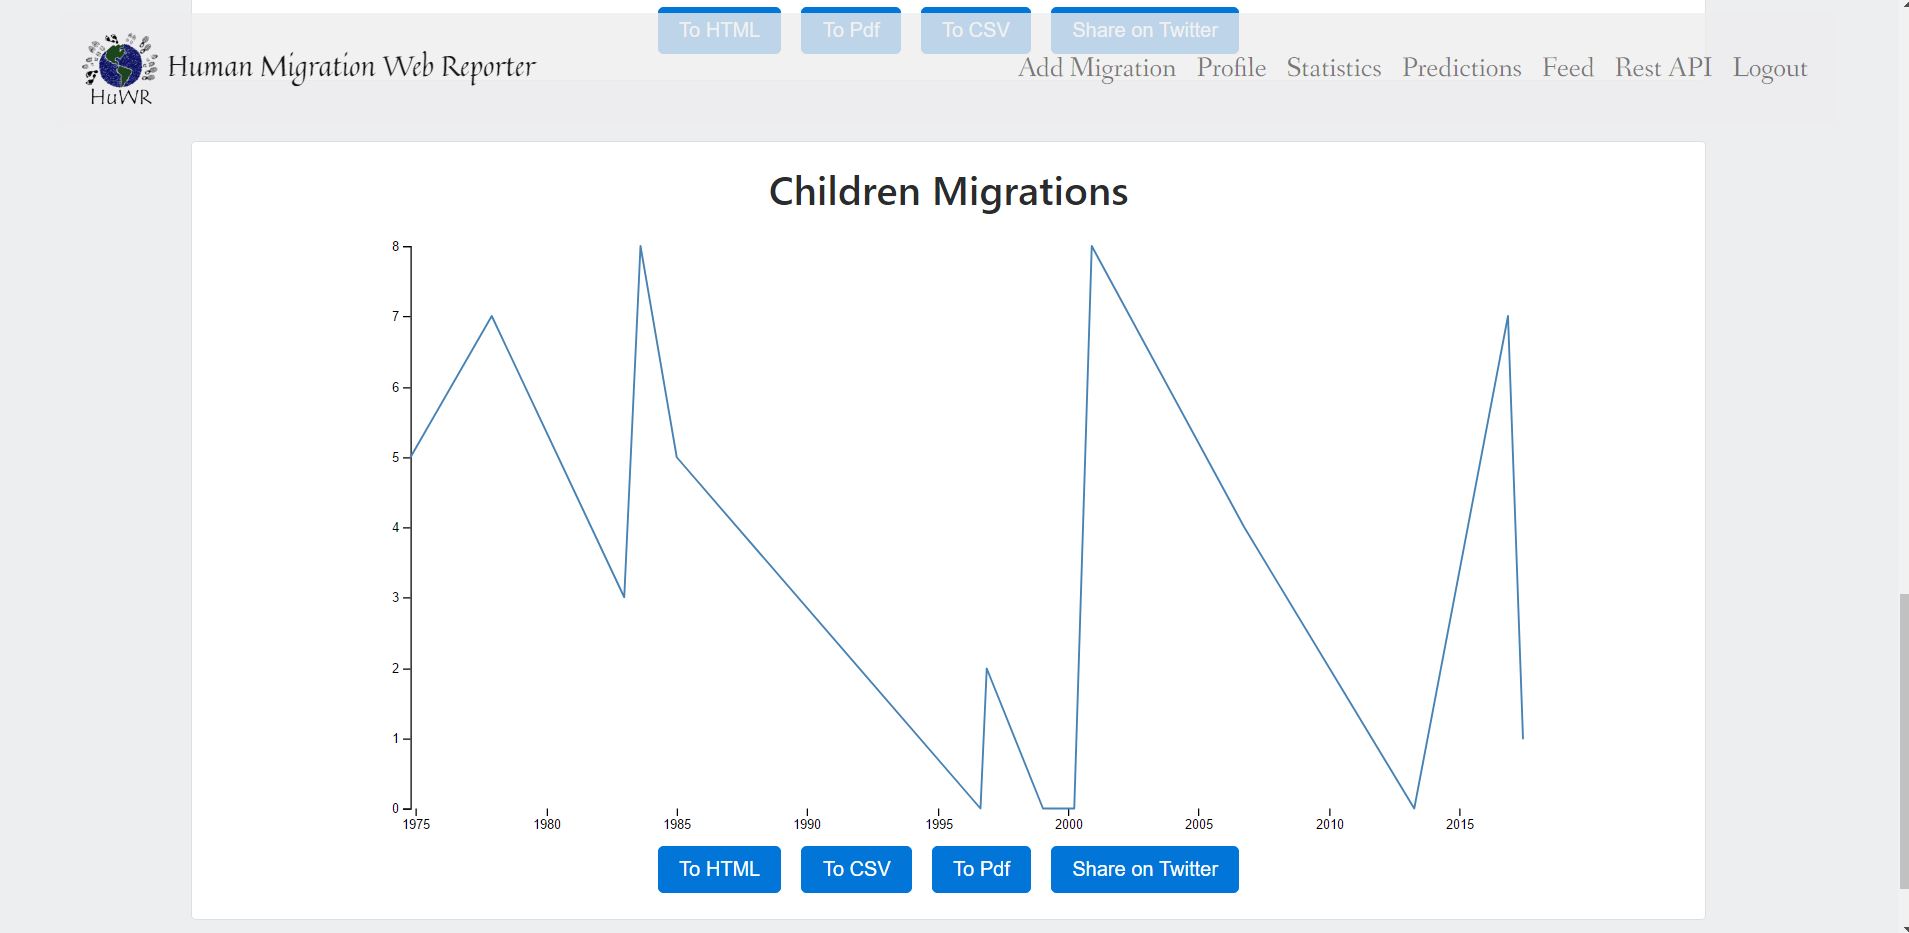 To HTML To Pdf To CSV Share on Twitter
Human Migration Web Reporter
HuWR
Add Migration Profile Statistics Predictions Feed Rest API Logout
Children Migrations
8
7
6
5
4
3
2
1
0
1975 1980 1985 1990 1995 2000 2005 2010 2015
To HTML To CSV To Pdf Share on Twitter